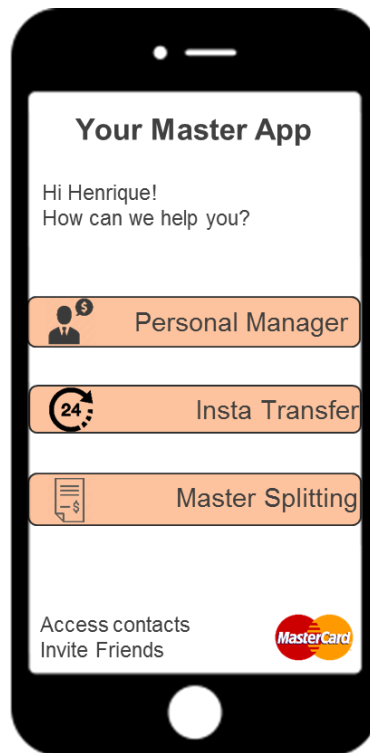 Your Master App
Hi Henrique!
How can we help you?
$
Personal Manager
24
Insta Transfer
$
Master Splitting
Access contacts
Invite Friends
MasterCard